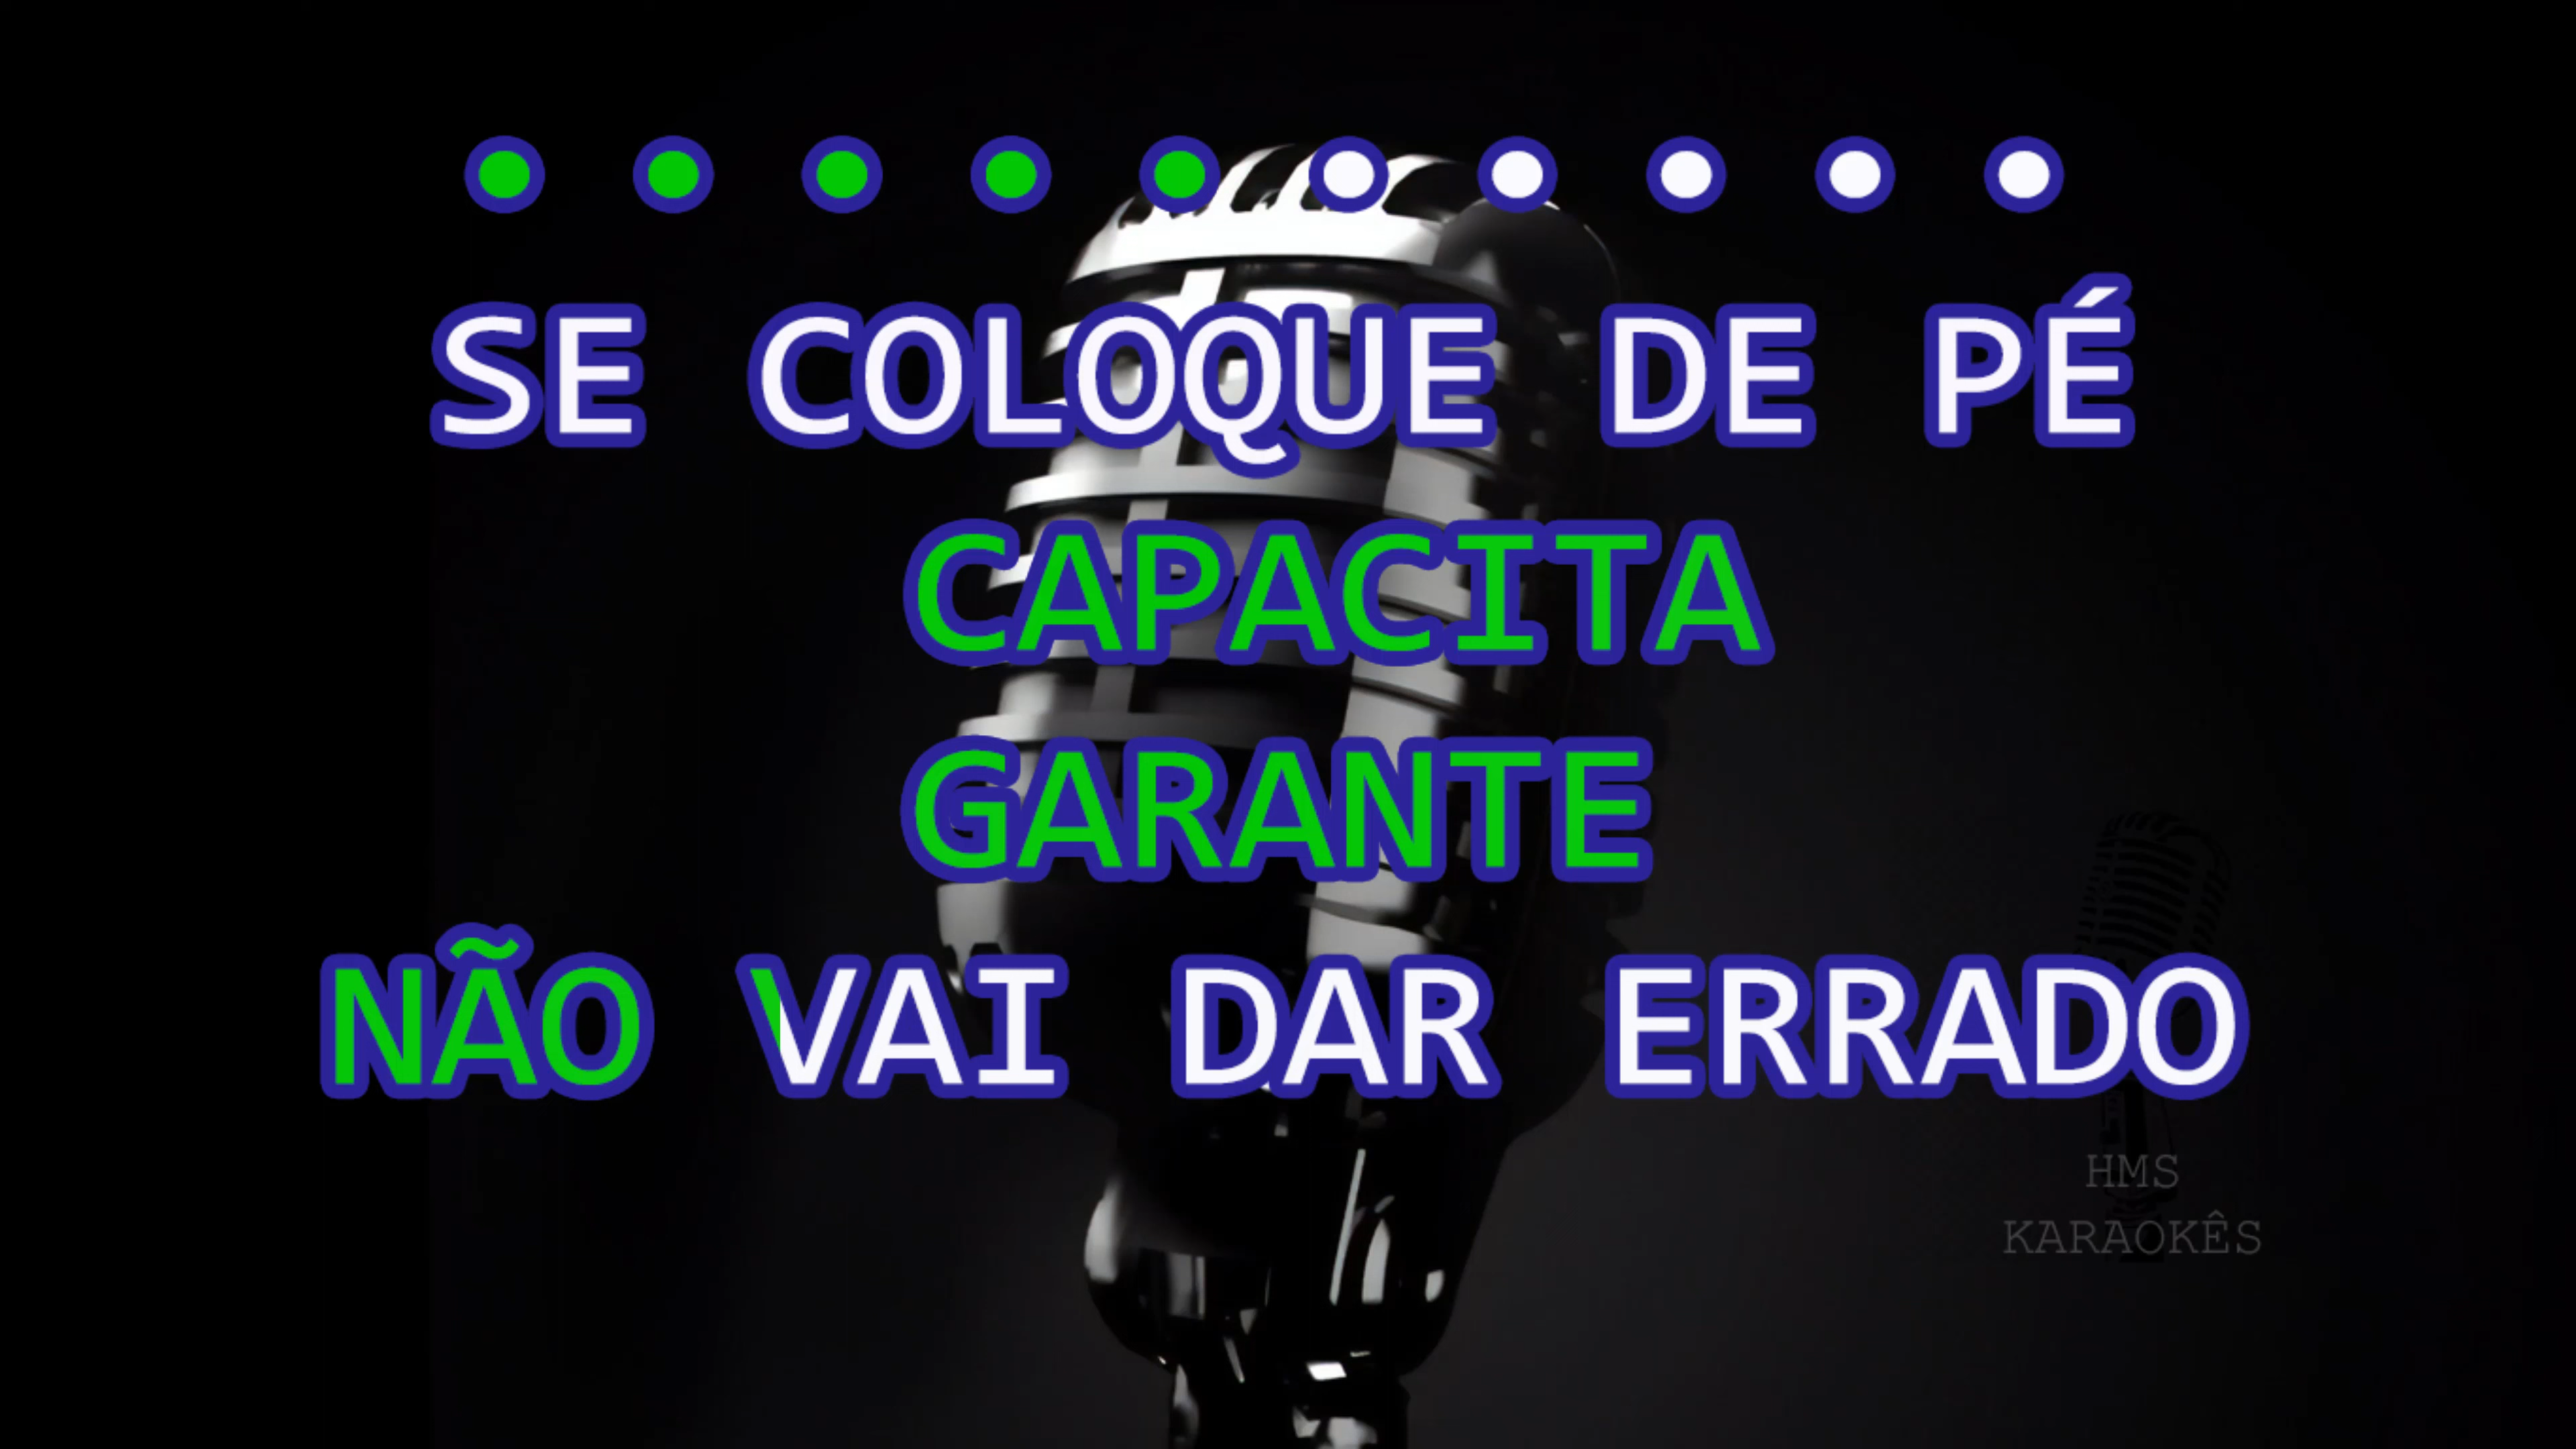 SE COLOQUE DE PÉ
CAPACITA
GARANTE
NÃO VAI DAR ERRADO
HMS
KARAOKÊS